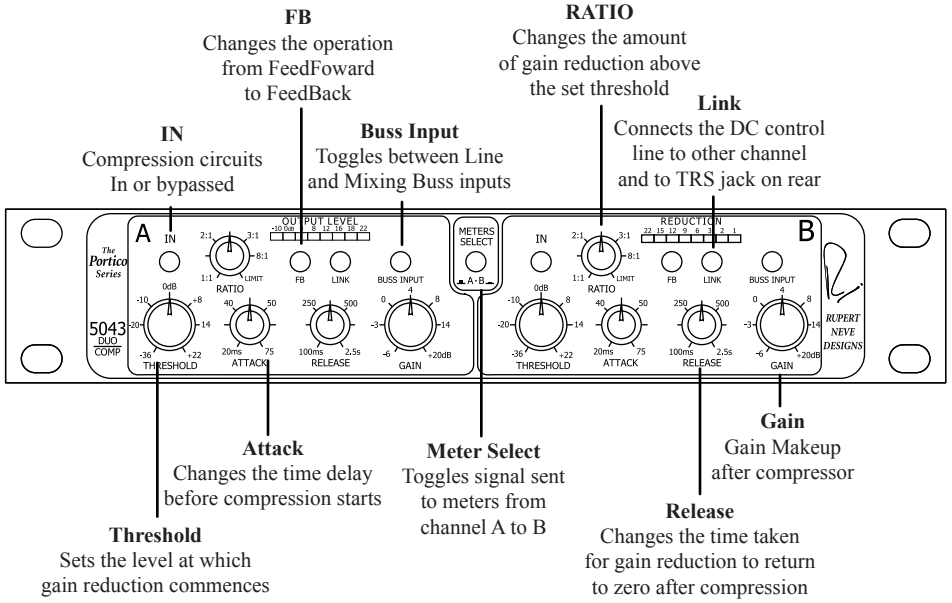 FB
Changes the operation
from FeedFoward
to FeedBack
RATIO
Changes the amount
of gain reduction above
the set threshold
IN
Compression circuits
In or bypassed
Buss Input
Toggles between Line
and Mixing Buss inputs
Link
Connects the DC control
line to other channel
and to TRS jack on rear
The
Portico
Series
5043
DUO
COMP
A
OUTPUT LEVEL
-10 0dB 4 8 12 16 18 22
IN
2:1 3:1
8:1
1:1 LIMIT
RATIO
FB
LINK
BUSS INPUT
0dB
-10 +8
-20 14
-36 +22
THRESHOLD
40 50
20ms 75
ATTACK
250 500
100ms 2.5s
RELEASE
4
0 8
-3 14
-6 +20dB
GAIN
METERS
SELECT
A - B
REDUCTION
22 15 12 9 6 3 2 1
B
IN
2:1 3:1
8:1
1:1 LIMIT
RATIO
FB
LINK
BUSS INPUT
0dB
-10 +8
-20 14
-36 +22
THRESHOLD
40 50
20ms 75
ATTACK
250 500
100ms 2.5s
RELEASE
4
0 8
-3 14
-6 +20dB
GAIN
RUPERT
NEVE
DESIGNS
Attack
Changes the time delay
before compression starts
Meter Select
Toggles signal sent
to meters from
channel A to B
Gain
Gain Makeup
after compressor
Threshold
Sets the level at which
gain reduction commences
Release
Changes the time taken
for gain reduction to return
to zero after compression